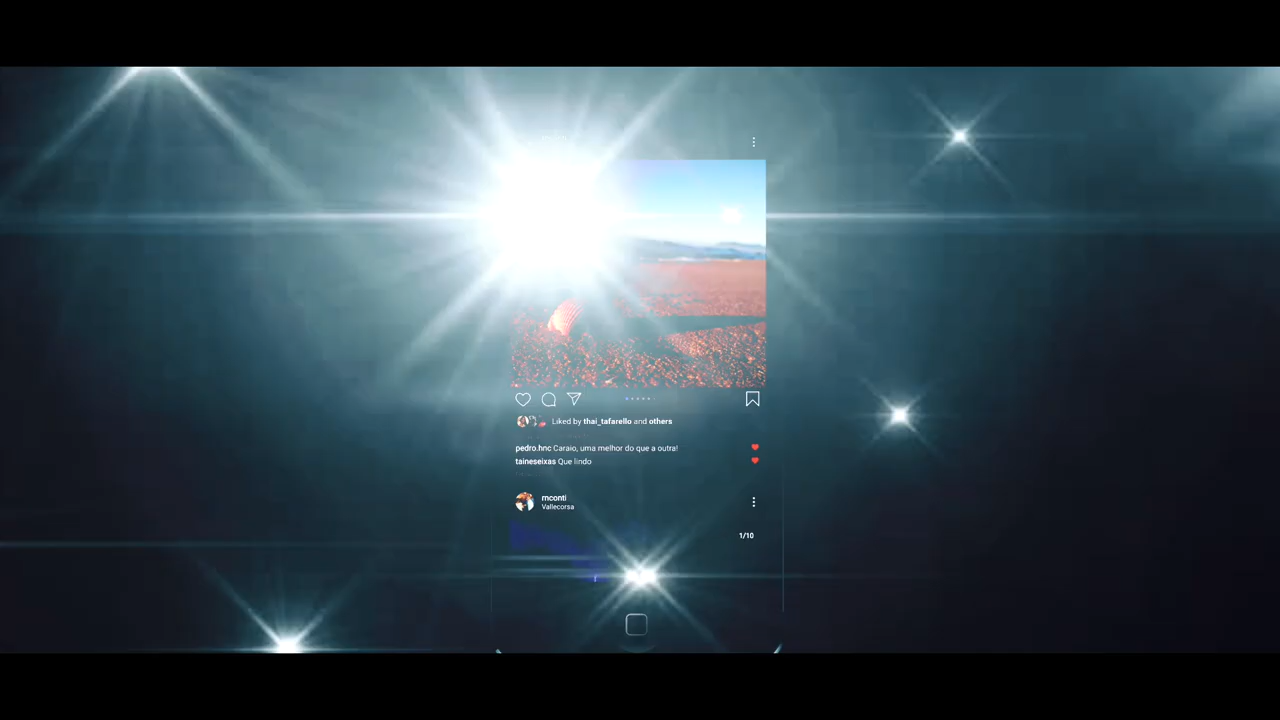 Liked by thai_tafarello and others
pedro.hnc Caraio, uma melhor do que a outra!
taineseixas Que lindo
mconti
Vallecorsa
1/10